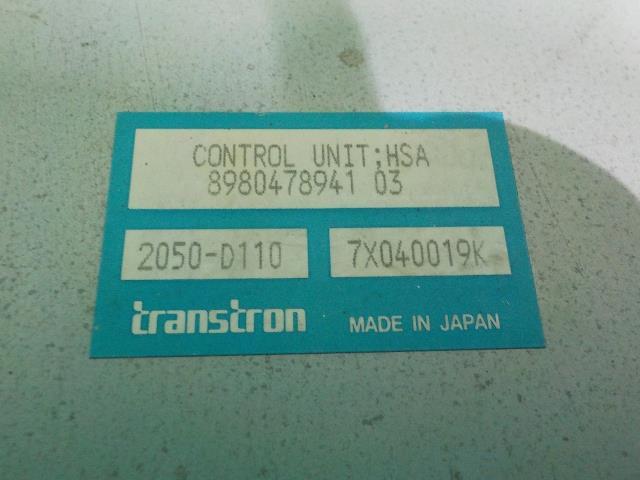 CONTROL UNIT;HSA
8980478941 03
2050-D110 7X040019K
transtron MADE IN JAPAN